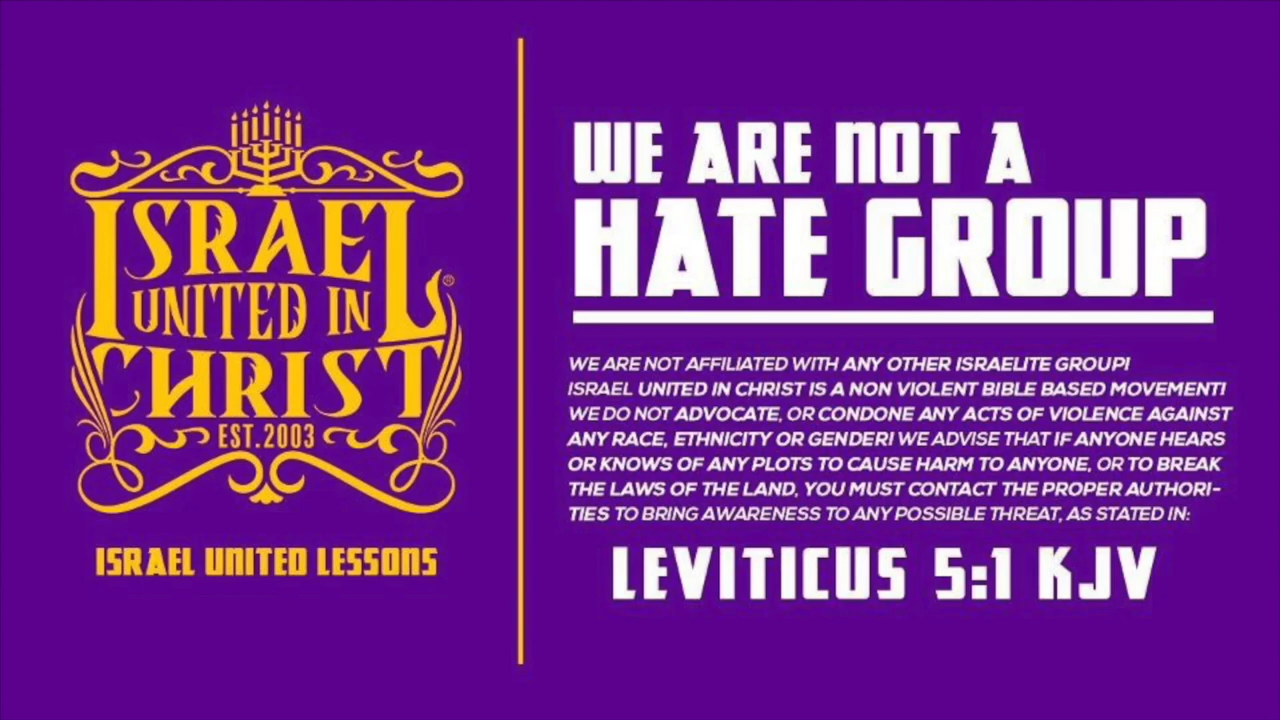 ISRAEL
UNITED IN
CHRIST
EST.2003
®
ISRAEL UNITED LESSONS
WE ARE NOT A
HATE GROUP
WE ARE NOT AFFILIATED WITH ANY OTHER ISRAELITE GROUP!
ISRAEL UNITED IN CHRIST IS A NON VIOLENT BIBLE BASED MOVEMENT!
WE DO NOT ADVOCATE, OR CONDONE ANY ACTS OF VIOLENCE AGAINST
ANY RACE, ETHNICITY OR GENDER! WE ADVISE THAT IF ANYONE HEARS
OR KNOWS OF ANY PLOTS TO CAUSE HARM TO ANYONE, OR TO BREAK
THE LAWS OF THE LAND, YOU MUST CONTACT THE PROPER AUTHORI-
TIES TO BRING AWARENESS TO ANY POSSIBLE THREAT, AS STATED IN:
LEVITICUS 5:1 KJV